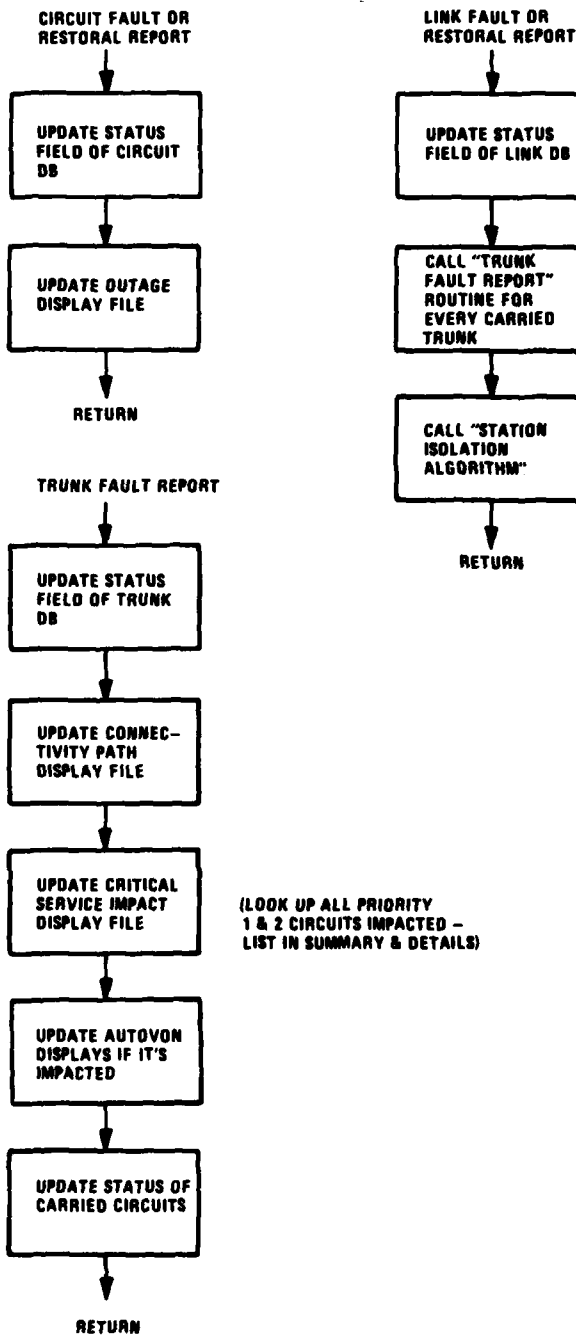 CIRCUIT FAULT OR
RESTORAL REPORT
UPDATE STATUS
FIELD OF CIRCUIT
DB
UPDATE OUTAGE
DISPLAY FILE
RETURN
TRUNK FAULT REPORT
UPDATE STATUS
FIELD OF TRUNK
DB
UPDATE CONNEC-
TIVITY PATH
DISPLAY FILE
UPDATE CRITICAL
SERVICE IMPACT
DISPLAY FILE
(LOOK UP ALL PRIORITY
1 & 2 CIRCUITS IMPACTED –
LIST IN SUMMARY & DETAILS)
UPDATE AUTOVON
DISPLAYS IF IT'S
IMPACTED
UPDATE STATUS OF
CARRIED CIRCUITS
RETURN
LINK FAULT OR
RESTORAL REPORT
UPDATE STATUS
FIELD OF LINK DB
CALL "TRUNK
FAULT REPORT"
ROUTINE FOR
EVERY CARRIED
TRUNK
CALL "STATION
ISOLATION
ALGORITHM"
RETURN